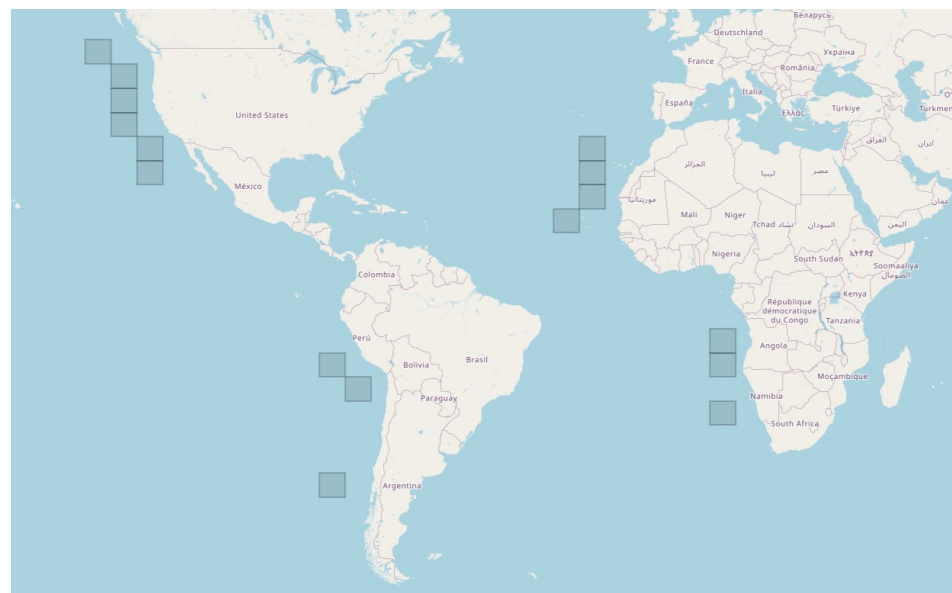 Беларусь
Deutschland
Україна
France
România
Italia
España
Ελλάς
Türkiye
United States
العراق
ایران
الجزائر
ليبيا
مصر
México
موريتانيا
عمان
Mali
Niger
Tchad تشاد
السودان
اليمن
Nigeria
South Sudan
ኢትዮጵያ
Soomaaliya
الصومال
Colombia
Kenya
République
démocratique
du Congo
Tanzania
Perú
Angola
Bolivia
Brasil
Moçambique
Paraguay
Namibia
South Africa
Argentina